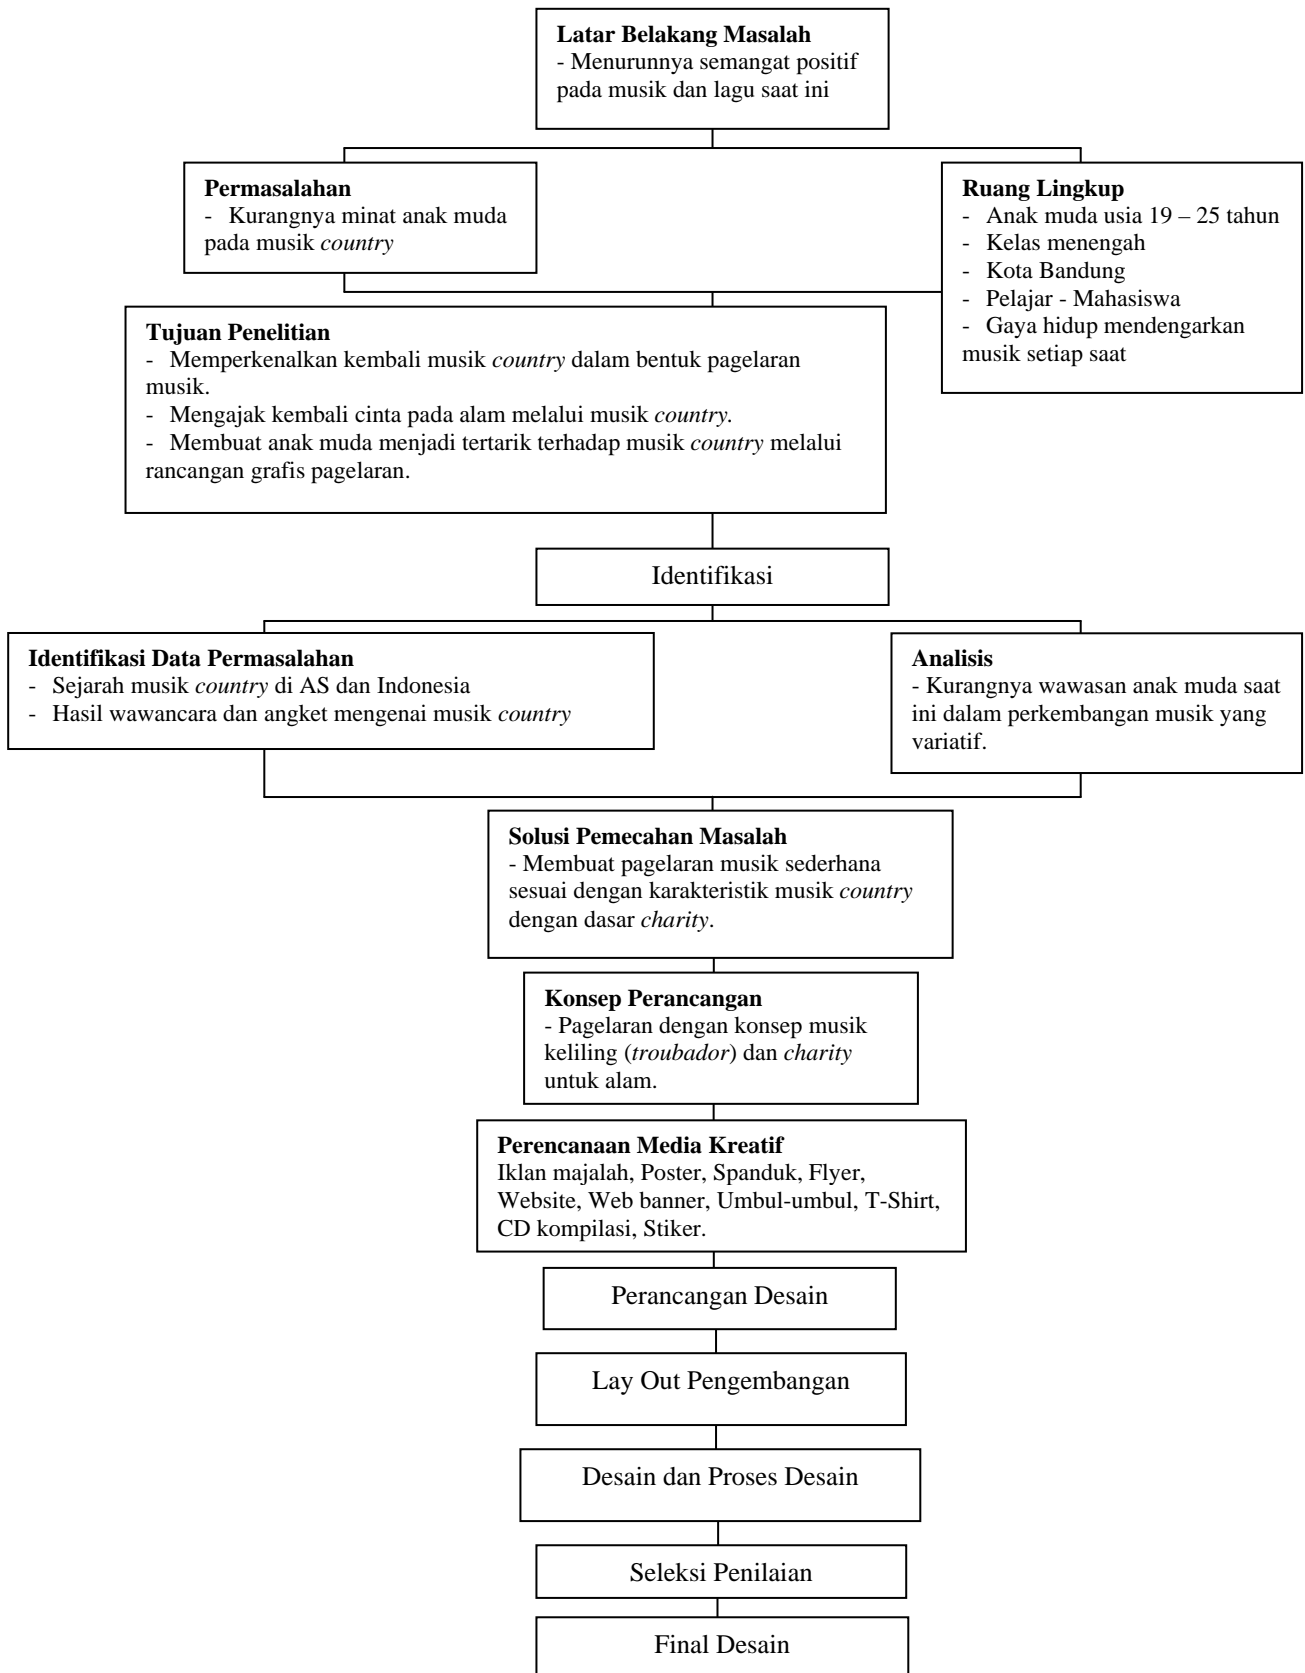 Latar Belakang Masalah
- Menurunnya semangat positif
pada musik dan lagu saat ini
Permasalahan
- Kurangnya minat anak muda
pada musik country
Ruang Lingkup
- Anak muda usia 19 – 25 tahun
- Kelas menengah
- Kota Bandung
- Pelajar - Mahasiswa
- Gaya hidup mendengarkan
musik setiap saat
Tujuan Penelitian
- Memperkenalkan kembali musik country dalam bentuk pagelaran
musik.
- Mengajak kembali cinta pada alam melalui musik country.
- Membuat anak muda menjadi tertarik terhadap musik country melalui
rancangan grafis pagelaran.
Identifikasi
Identifikasi Data Permasalahan
- Sejarah musik country di AS dan Indonesia
- Hasil wawancara dan angket mengenai musik country
Analisis
- Kurangnya wawasan anak muda saat
ini dalam perkembangan musik yang
variatif.
Solusi Pemecahan Masalah
- Membuat pagelaran musik sederhana
sesuai dengan karakteristik musik country
dengan dasar charity.
Konsep Perancangan
- Pagelaran dengan konsep musik
keliling (troubador) dan charity
untuk alam.
Perencanaan Media Kreatif
Iklan majalah, Poster, Spanduk, Flyer,
Website, Web banner, Umbul-umbul, T-Shirt,
CD kompilasi, Stiker.
Perancangan Desain
Lay Out Pengembangan
Desain dan Proses Desain
Seleksi Penilaian
Final Desain